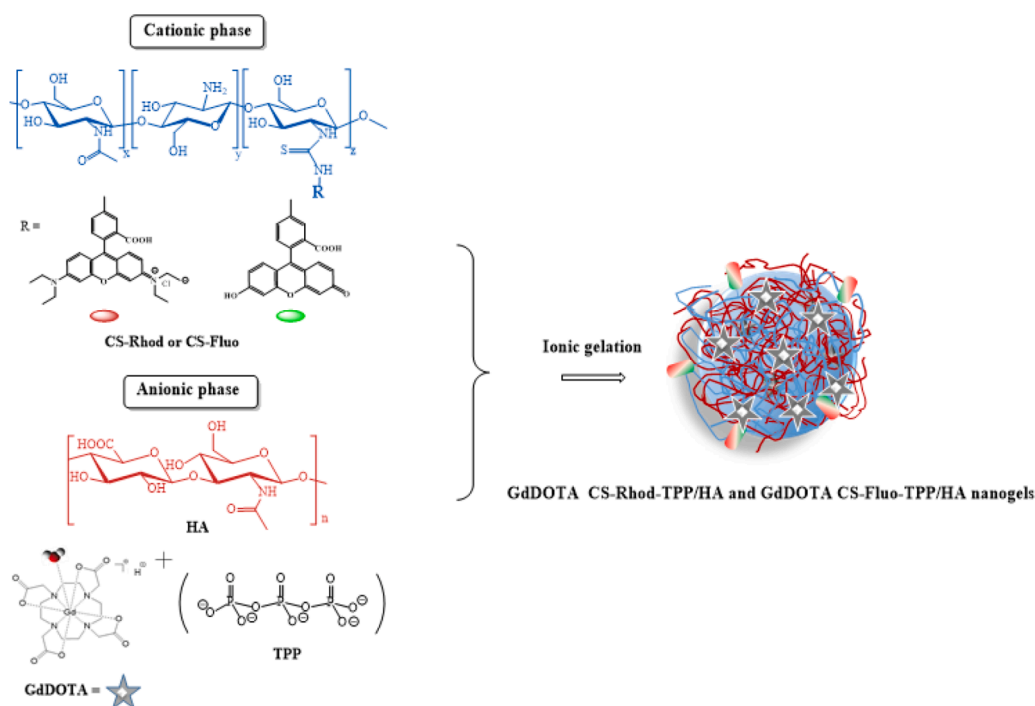 Cationic phase
OH
O
HO
NH
O
x
NH₂
HO
O
OH
y
OH
O
HO
NH
S
NH
R
z
O
R =
COOH
N
O
N
Cl
COOH
HO
O
O
CS-Rhod or CS-Fluo
Anionic phase
HOOC
O
HO
OH
O
OH
HO
O
NH
O
O
n
HA
Ionic gelation
GdDOTA CS-Rhod-TPP/HA and GdDOTA CS-Fluo-TPP/HA nanogels
O
O
N
N
Gd
N
N
O
O
O
O
H
+
O
O
O
O
P
O
P
O
P
O
O
O
O
TPP
GdDOTA =